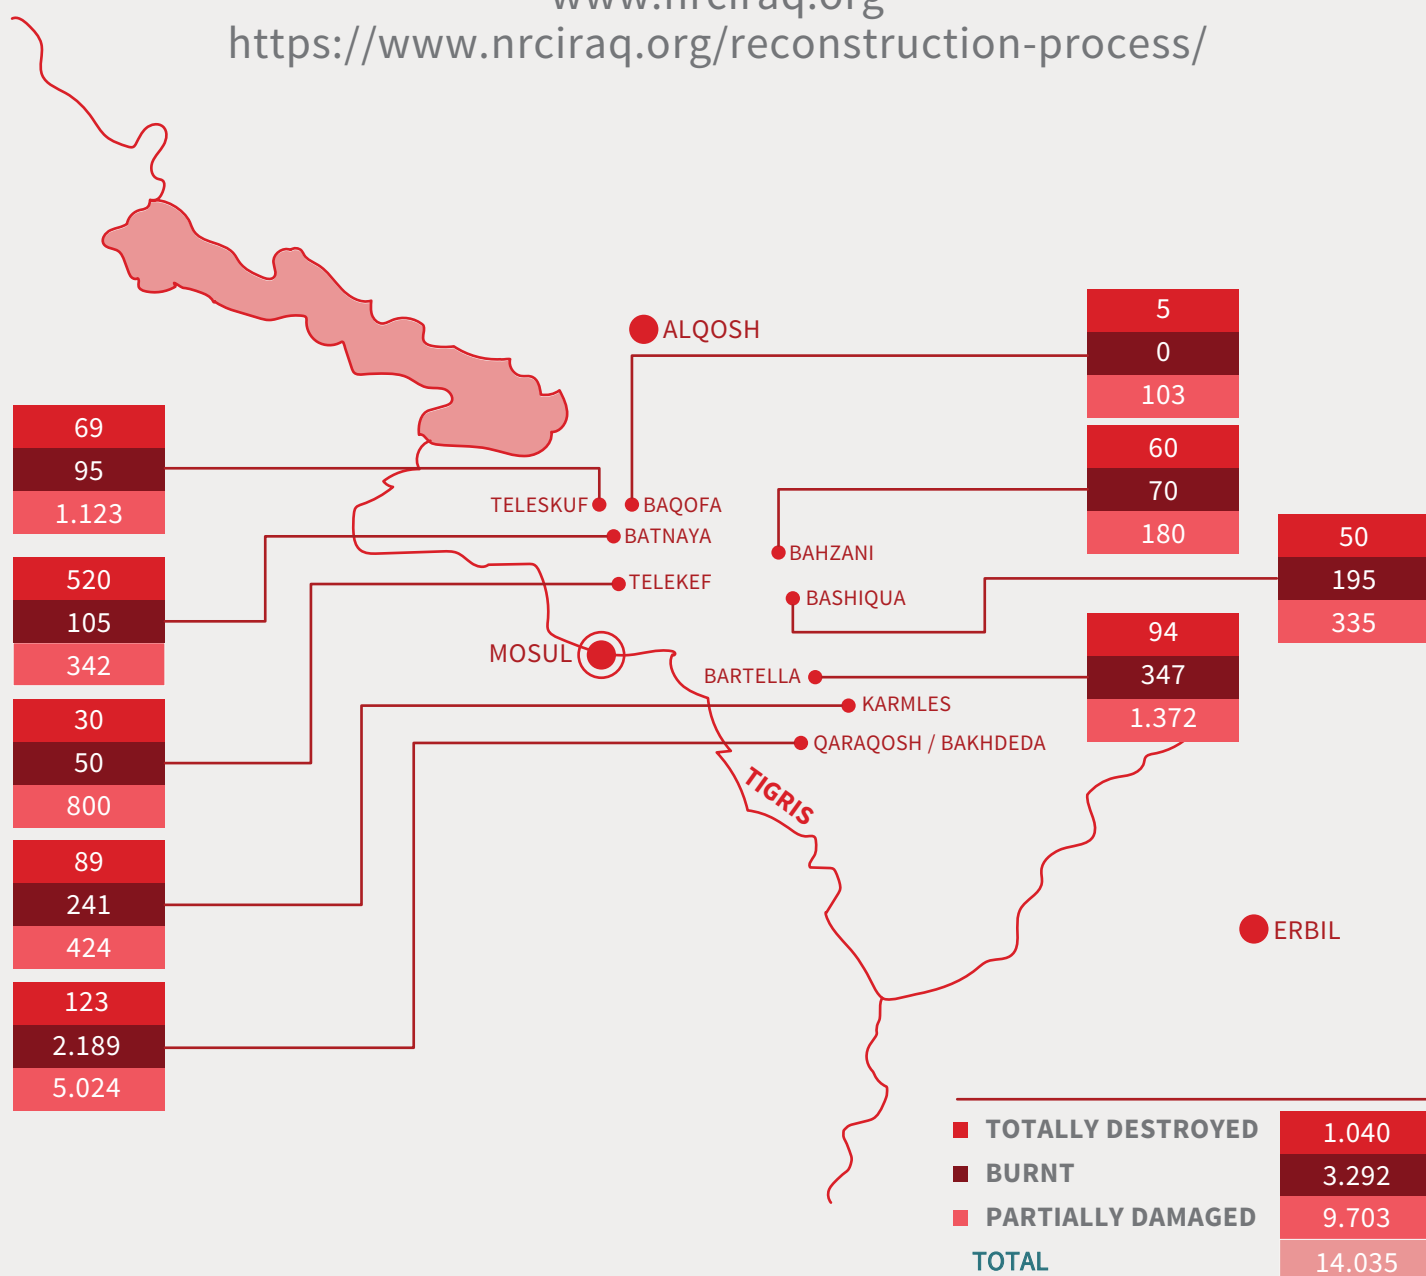 www.nrciraq.org
https://www.nrciraq.org/reconstruction-process/
ALQOSH
5
0
103
69
95
1.123
60
70
180
TELESKUF
BAQOFA
BATNAYA
BAHZANI
TELEKEF
BASHIQUA
50
195
335
520
105
342
MOSUL
BARTELLA
94
347
1.372
KARMLES
QARAQOSH / BAKHDEDA
30
50
800
TIGRIS
89
241
424
ERBIL
123
2.189
5.024
TOTALLY DESTROYED 1.040
BURNT 3.292
PARTIALLY DAMAGED 9.703
TOTAL 14.035